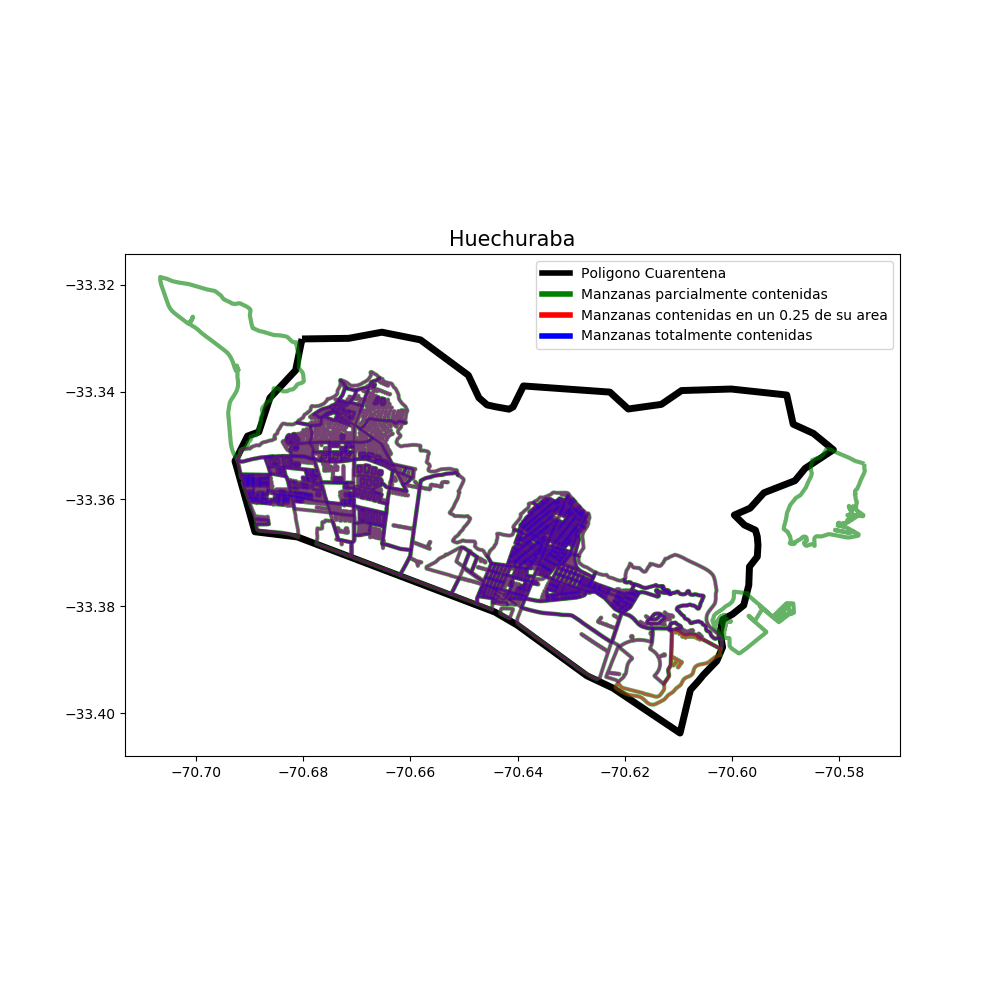 Huechuraba
Poligono Cuarentena
Manzanas parcialmente contenidas
Manzanas contenidas en un 0.25 de su area
Manzanas totalmente contenidas
−33.32
−33.34
−33.36
−33.38
−33.40
−70.70
−70.68
−70.66
−70.64
−70.62
−70.60
−70.58